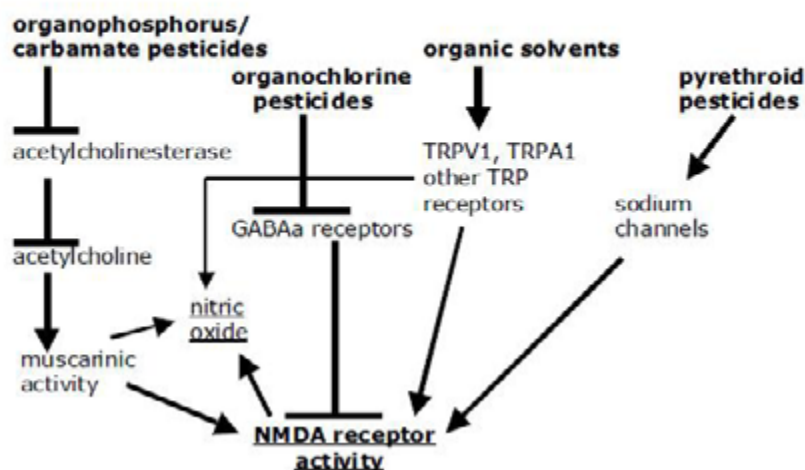 organophosphorus/
carbamate pesticides
organochlorine
pesticides
organic solvents
pyrethroid
pesticides
acetylcholinesterase
TRPV1, TRPA1
other TRP
receptors
sodium
channels
GABAa receptors
acetylcholine
nitric
oxide
muscarinic
activity
NMDA receptor
activity